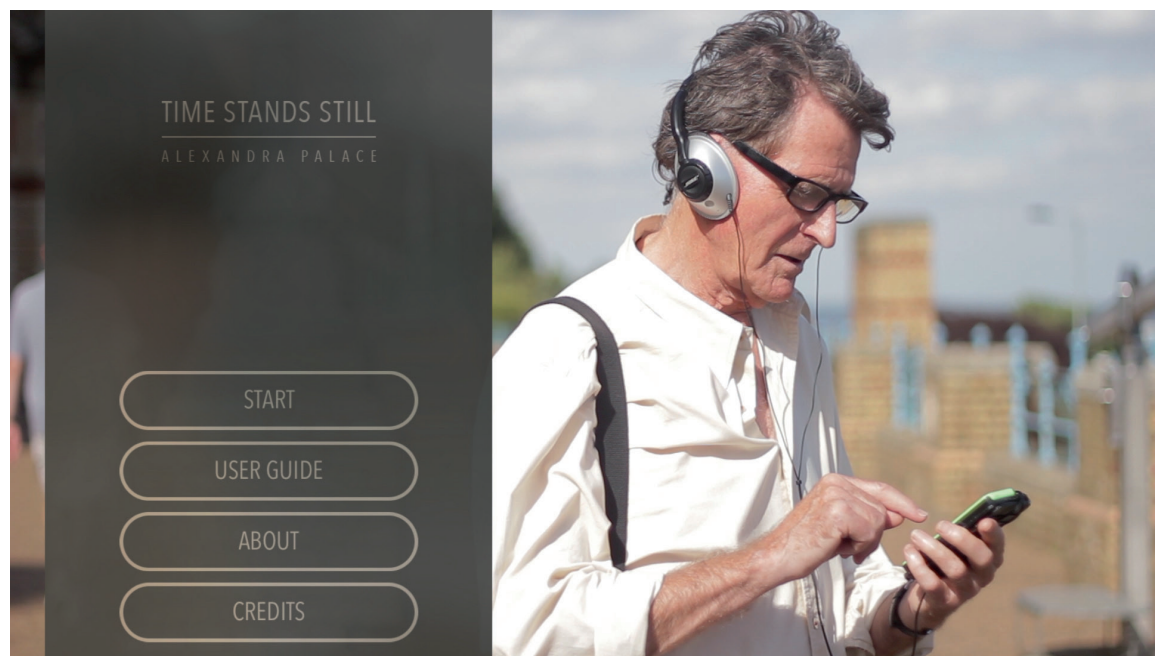 TIME STANDS STILL
ALEXANDRA PALACE
START
USER GUIDE
ABOUT
CREDITS